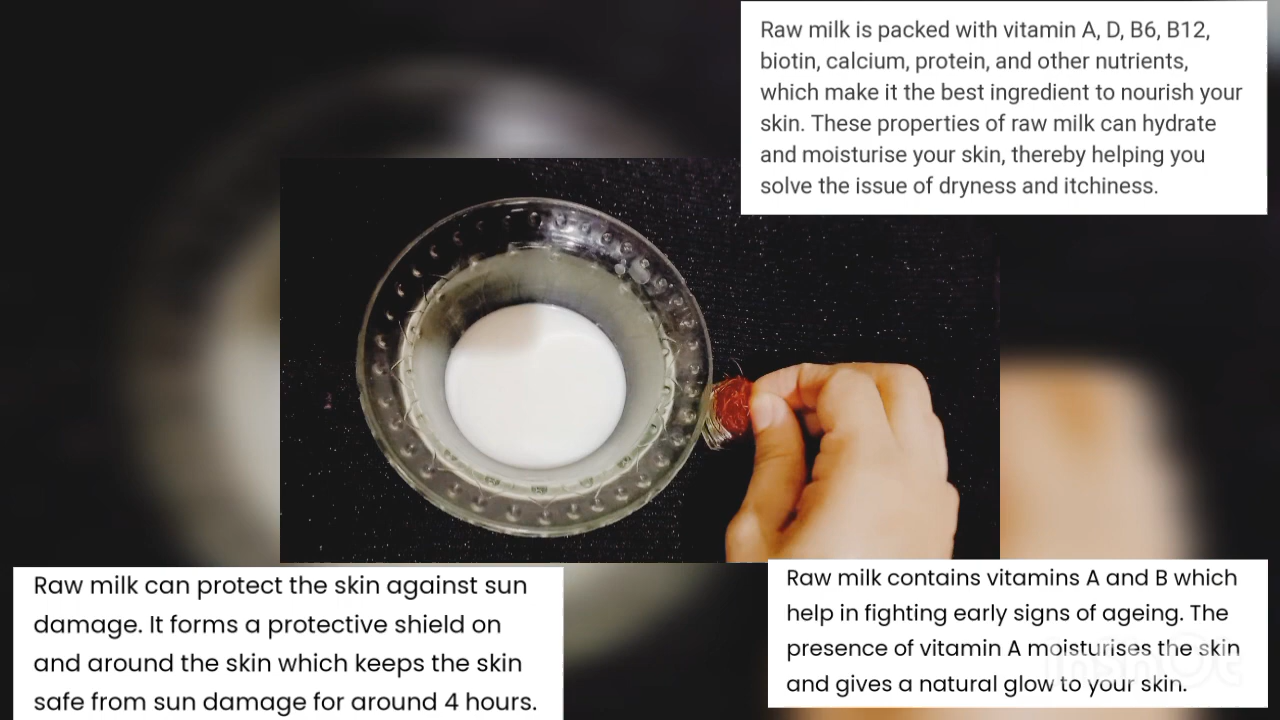 Raw milk is packed with vitamin A, D, B6, B12,
biotin, calcium, protein, and other nutrients,
which make it the best ingredient to nourish your
skin. These properties of raw milk can hydrate
and moisturise your skin, thereby helping you
solve the issue of dryness and itchiness.
Raw milk can protect the skin against sun
damage. It forms a protective shield on
and around the skin which keeps the skin
safe from sun damage for around 4 hours.
Raw milk contains vitamins A and B which
help in fighting early signs of ageing. The
presence of vitamin A moisturises the skin
and gives a natural glow to your skin.
InShOt